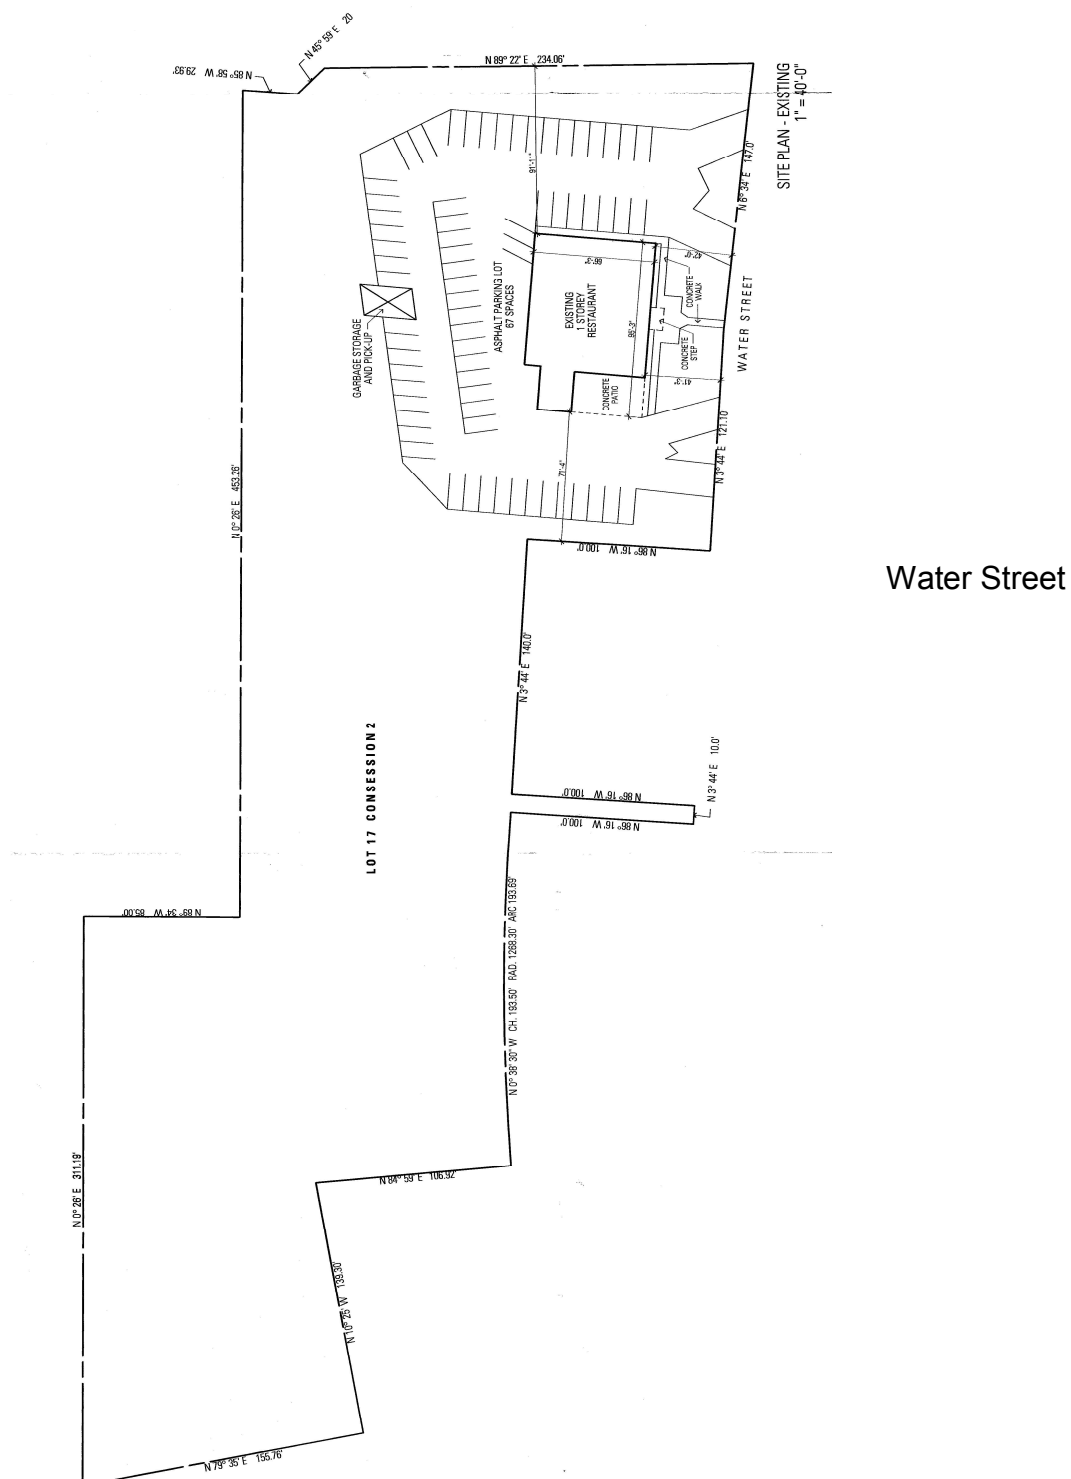 N 45° 59' E 20
N 85° 58' W 29.93'
N 89° 22' E 234.06'
SITE PLAN - EXISTING
1" = 40'-0"
N 6° 34' E 147.0'
91'-1"
GARBAGE STORAGE
AND PICK-UP
ASPHALT PARKING LOT
67 SPACES
EXISTING
1 STOREY
RESTAURANT
66'-3"
95'-3"
42'-0"
CONCRETE
WALK
CONCRETE
STEP
41'-3"
CONCRETE
PATIO
WATER STREET
N 3° 44' E 121.10
71'-4"
N 0° 26' E 453.26'
N 86° 16' W 100.0'
Water Street
N 3° 44' E 140.0'
LOT 17 CONSESSION 2
N 86° 16' W 100.0'
N 3° 44' E 10.0'
N 86° 16' W 100.0'
N 89° 34' W 85.00'
N 0° 38' 30" W CH. 193.50' RAD. 1268.30' ARC 193.69'
N 0° 26' E 311.19'
N 84° 59' E 106.92'
N 10° 25' W 139.30'
N 79° 35' E 155.76'